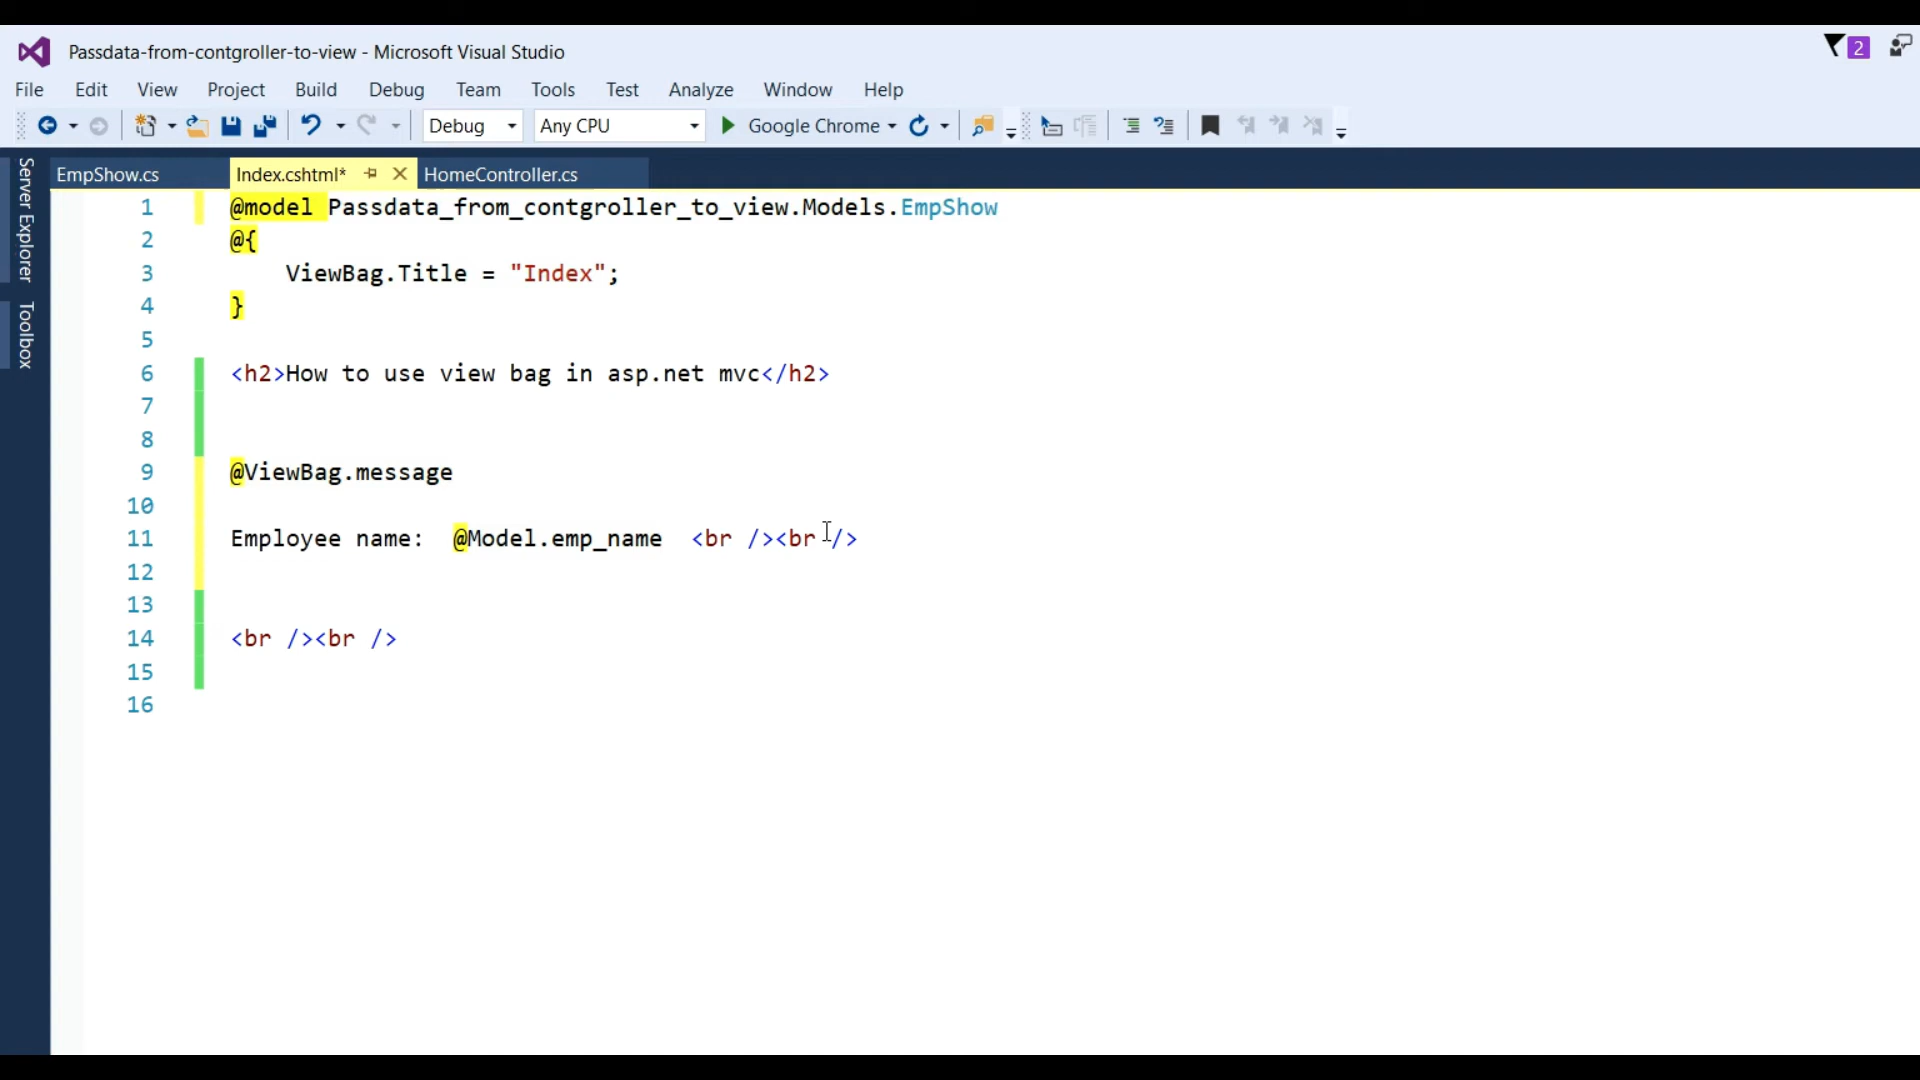 Passdata-from-contgroller-to-view - Microsoft Visual Studio
2
File Edit View Project Build Debug Team Tools Test Analyze Window Help
Debug Any CPU Google Chrome
Server Explorer
Toolbox
EmpShow.cs Index.cshtml* HomeController.cs
1 @model Passdata_from_contgroller_to_view.Models.EmpShow
2 @{
3 ViewBag.Title = "Index";
4 }
5
6 <h2>How to use view bag in asp.net mvc</h2>
7
8
9 @ViewBag.message
10
11 Employee name: @Model.emp_name <br /><br />
12
13
14 <br /><br />
15
16